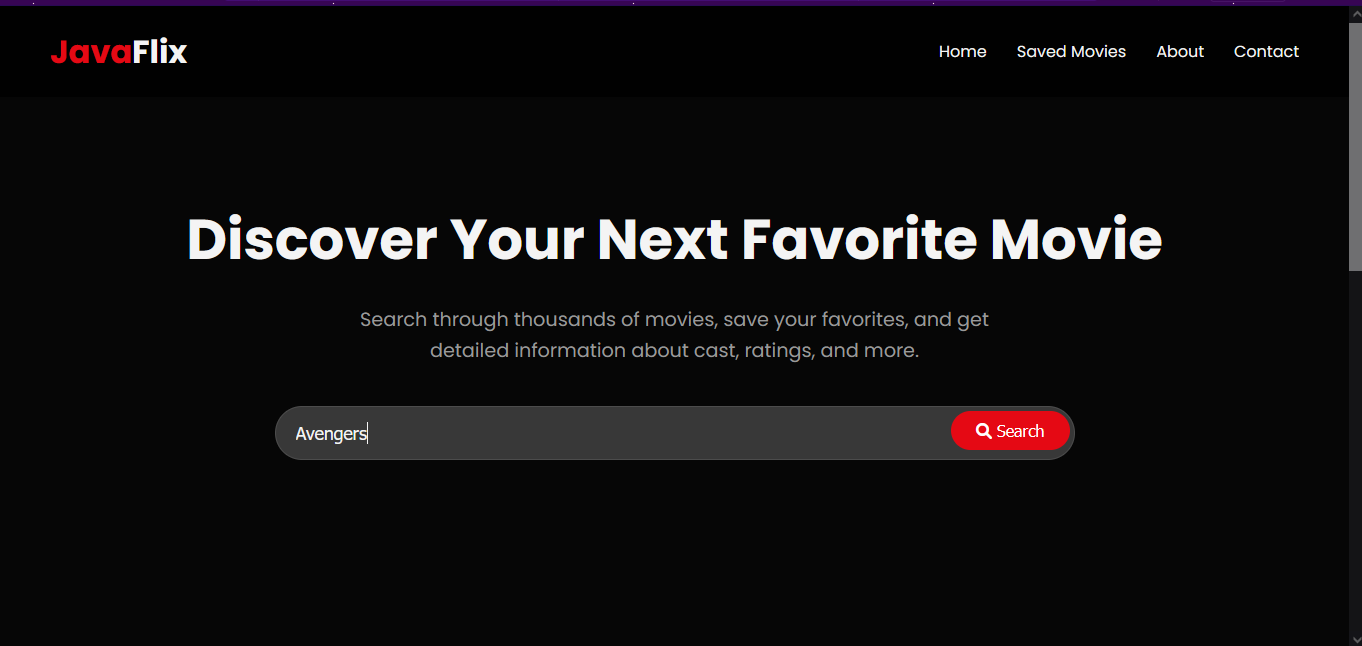 JavaFlix
Home Saved Movies About Contact
Discover Your Next Favorite Movie
Search through thousands of movies, save your favorites, and get
detailed information about cast, ratings, and more.
Avengers Search